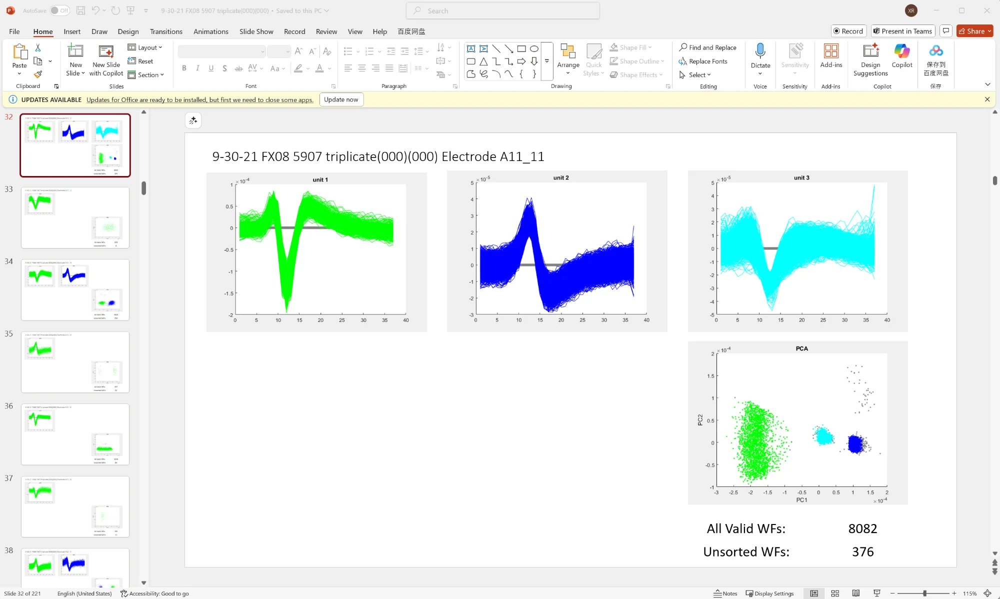 AutoSave Off 9-30-21 FX08 5907 triplicate(000)(000) • Saved to this PC Search XR
File Home Insert Draw Design Transitions Animations Slide Show Record Review View Help 百度网盘 Record Present in Teams Share
Paste
New Slide
New Slide with Copilot
Layout
Reset
Section
B I U S ab AV Aa A
Arrange
Quick Styles
Shape Fill
Shape Outline
Shape Effects
Find and Replace
Replace Fonts
Select
Dictate
Sensitivity
Add-ins
Design Suggestions
Copilot
保存到
百度网盘
Clipboard Slides Font Paragraph Drawing Editing Voice Sensitivity Add-ins Copilot 保存
UPDATES AVAILABLE Updates for Office are ready to be installed, but first we need to close some apps. Update now
32
33
34
35
36
37
38
9-30-21 FX08 5907 triplicate(000)(000) Electrode A11_11
unit 1
×10-4
1
0.5
0
-0.5
-1
-1.5
-2
0 5 10 15 20 25 30 35 40
unit 2
×10-5
5
4
3
2
1
0
-1
-2
-3
0 5 10 15 20 25 30 35 40
unit 3
×10-5
5
4
3
2
1
0
-1
-2
-3
-4
-5
0 5 10 15 20 25 30 35 40
PCA
×10-4
2
1.5
1
0.5
0
-0.5
-1
PC2
-3 -2.5 -2 -1.5 -1 -0.5 0 0.5 1 1.5 2
PC1
×10-4
All Valid WFs: 8082
Unsorted WFs: 376
Slide 32 of 221 English (United States) Accessibility: Good to go Notes Display Settings 115%